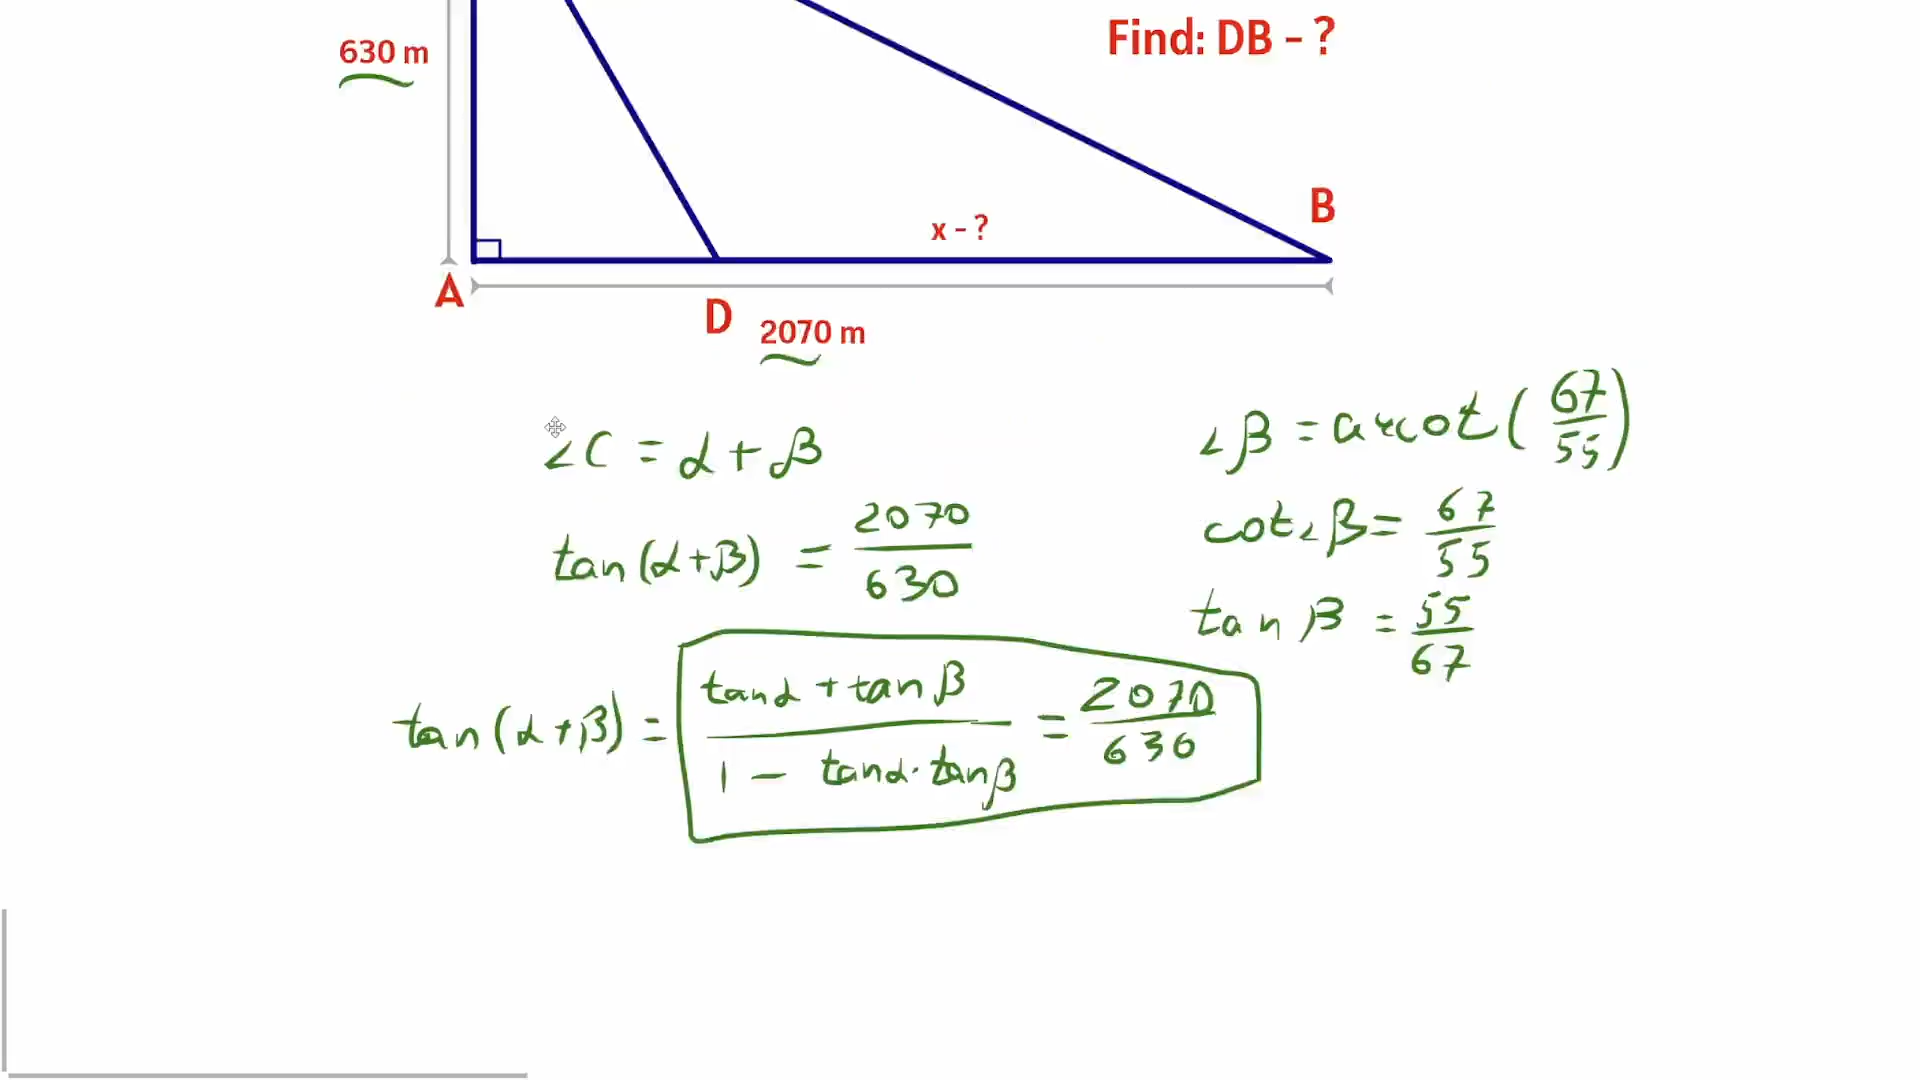 Find: DB – ?
630 m
B
x – ?
A
D
2070 m
∠C = α + β
∠β = arccot(67/55)
tan(α+β) = 2070/630
cot∠β = 67/55
tan β = 55/67
tan(α+β) = (tanα + tanβ)/(1 – tanα·tanβ) = 2070/630